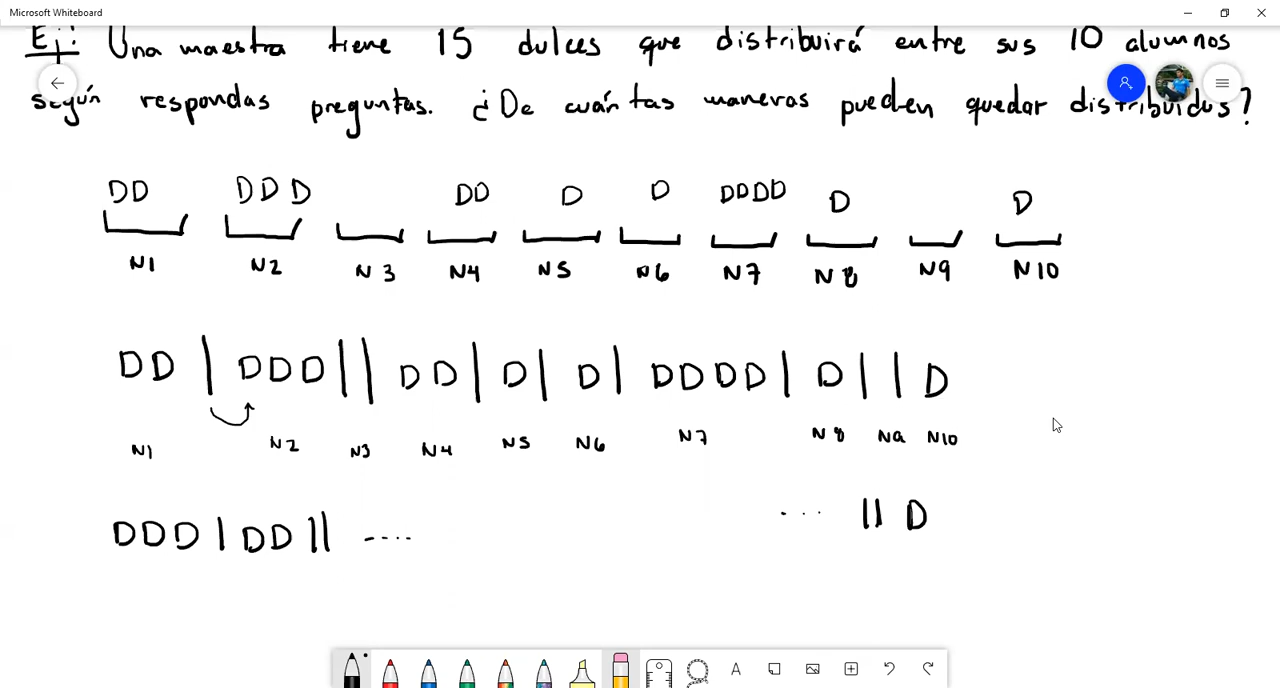 Microsoft Whiteboard
Ej: Una maestra tiene 15 dulces que distribuirá entre sus 10 alumnos
según respondas preguntas. ¿De cuántas maneras pueden quedar distribuidos?
DD DDD DD D D DDDD D D
N1 N2 N3 N4 N5 N6 N7 N8 N9 N10
DD | DDD || DD | D | D | DDDD | D | | D
N1 N2 N3 N4 N5 N6 N7 N8 N9 N10
DDD | DD || .... ... || D
A